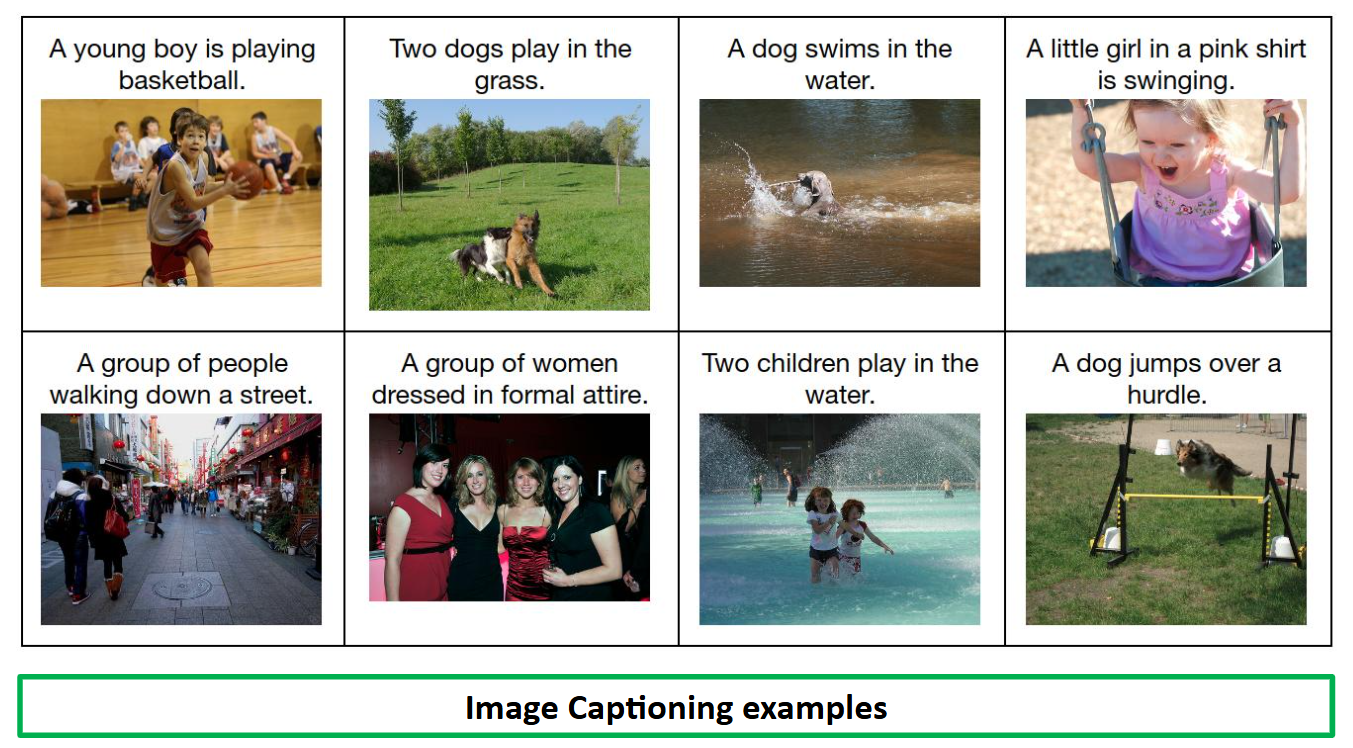 A young boy is playing
basketball.
Two dogs play in the
grass.
A dog swims in the
water.
A little girl in a pink shirt
is swinging.
A group of people
walking down a street.
A group of women
dressed in formal attire.
Two children play in the
water.
A dog jumps over a
hurdle.
Image Captioning examples